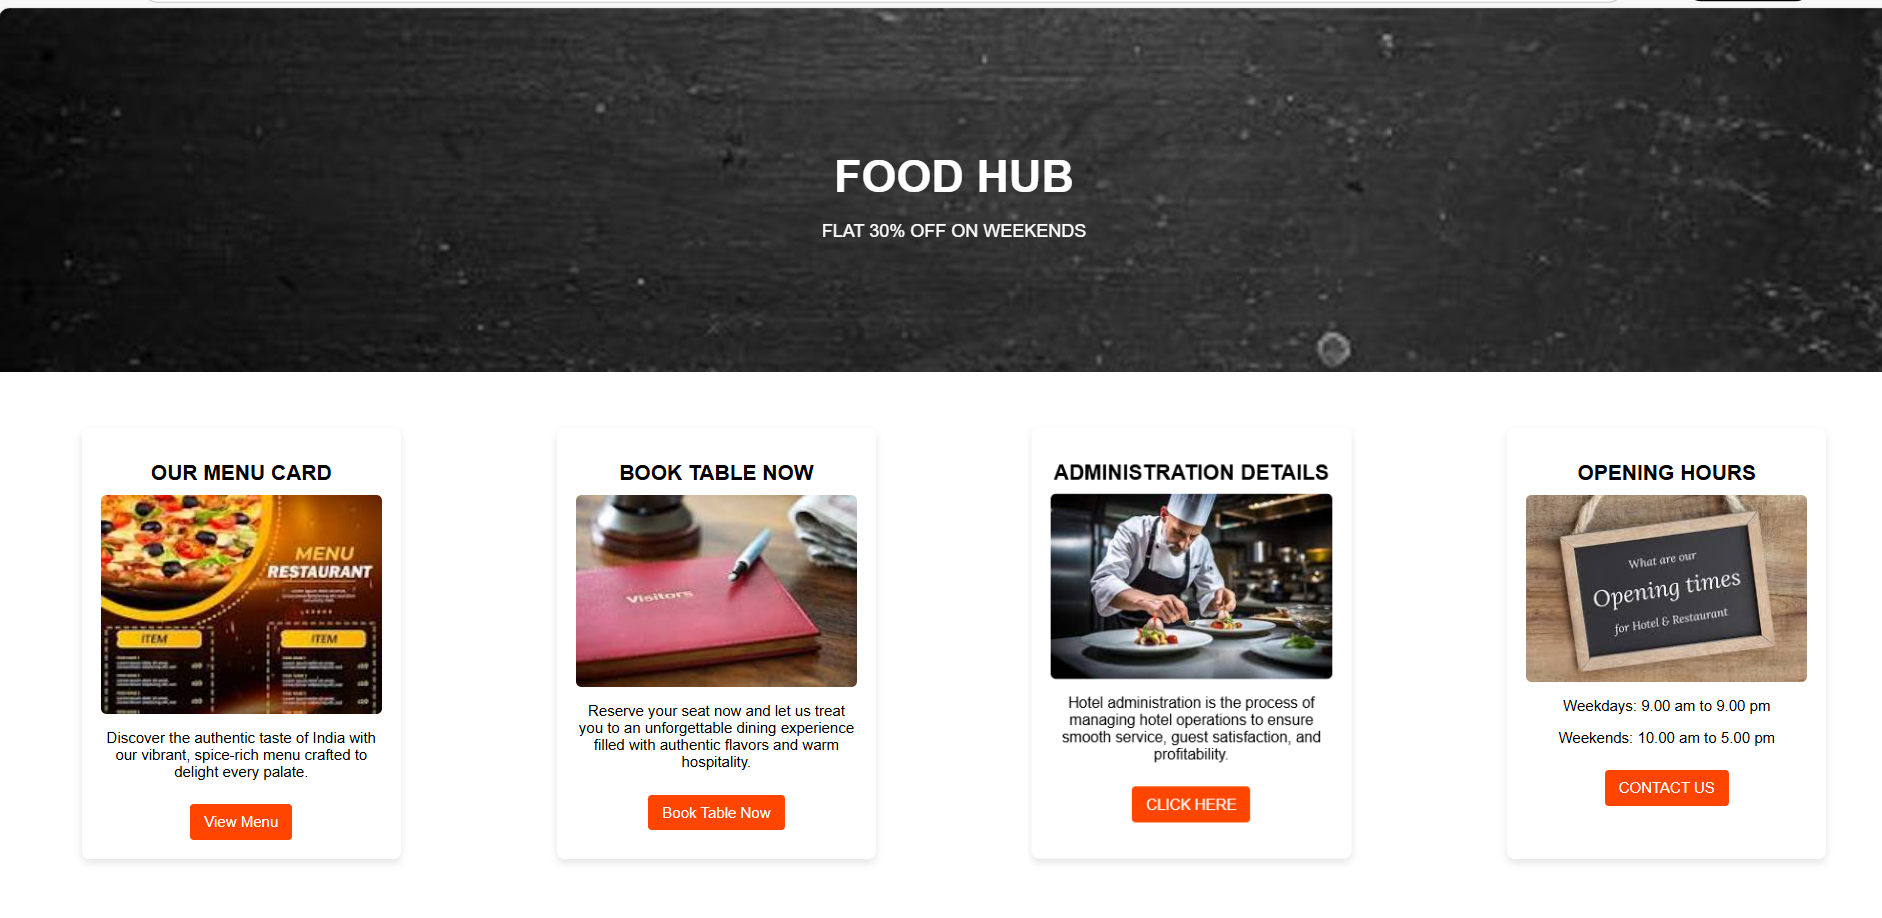 FOOD HUB
FLAT 30% OFF ON WEEKENDS
OUR MENU CARD
MENU
RESTAURANT
ITEM
ITEM
Discover the authentic taste of India with
our vibrant, spice-rich menu crafted to
delight every palate.
View Menu
BOOK TABLE NOW
Visitors
Reserve your seat now and let us treat
you to an unforgettable dining experience
filled with authentic flavors and warm
hospitality.
Book Table Now
ADMINISTRATION DETAILS
Hotel administration is the process of
managing hotel operations to ensure
smooth service, guest satisfaction, and
profitability.
CLICK HERE
OPENING HOURS
What are our
Opening times
for Hotel & Restaurant
Weekdays: 9.00 am to 9.00 pm
Weekends: 10.00 am to 5.00 pm
CONTACT US